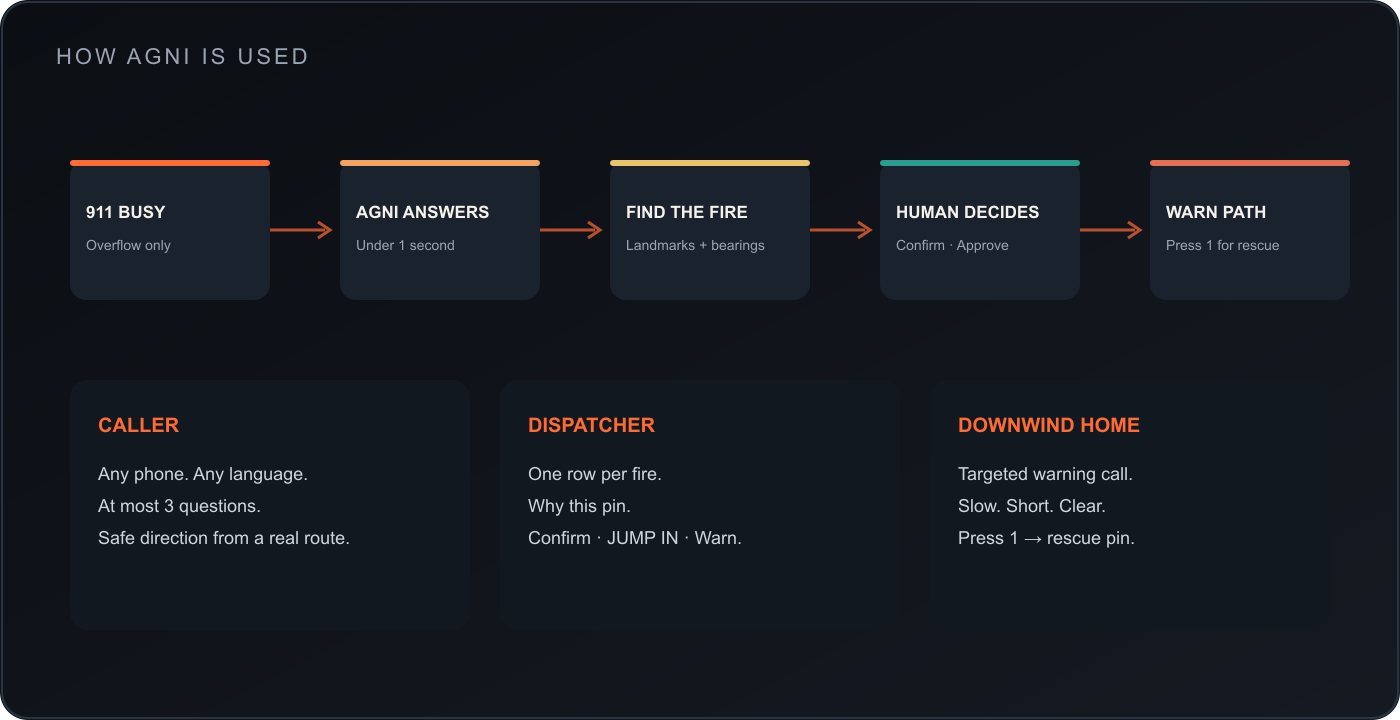 HOW AGNI IS USED
911 BUSY
Overflow only
AGNI ANSWERS
Under 1 second
FIND THE FIRE
Landmarks + bearings
HUMAN DECIDES
Confirm · Approve
WARN PATH
Press 1 for rescue
CALLER
Any phone. Any language.
At most 3 questions.
Safe direction from a real route.
DISPATCHER
One row per fire.
Why this pin.
Confirm · JUMP IN · Warn.
DOWNWIND HOME
Targeted warning call.
Slow. Short. Clear.
Press 1 → rescue pin.